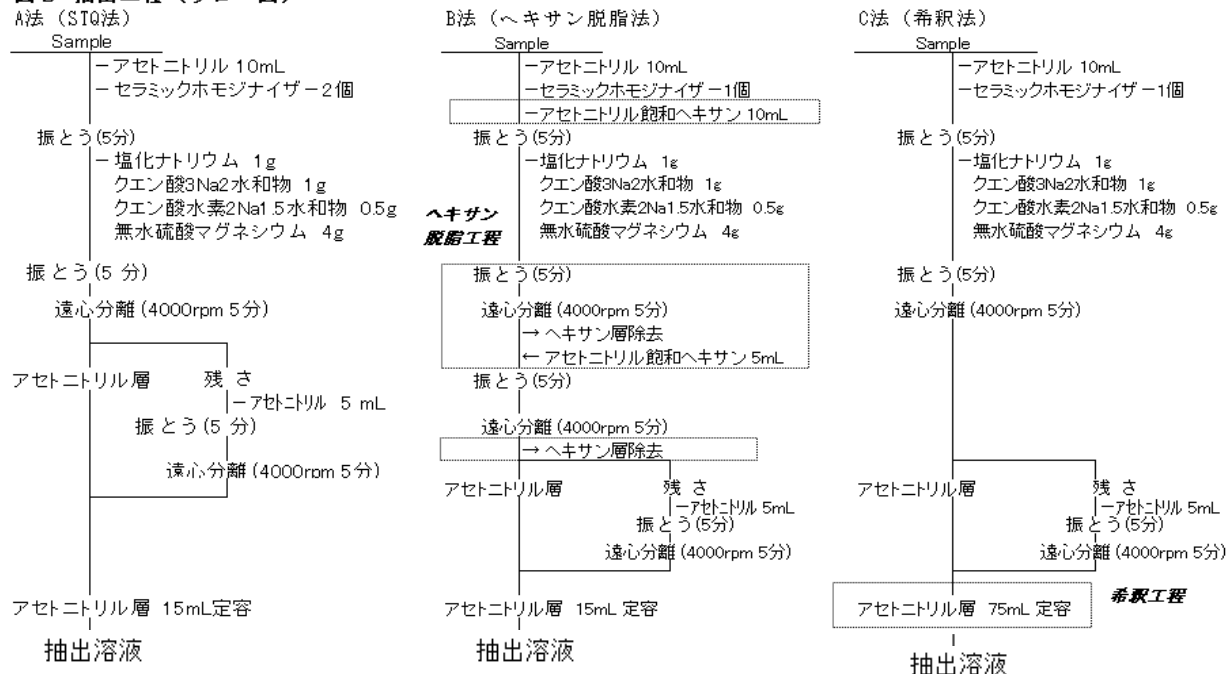 A法（STQ法）
Sample
－アセトニトリル 10mL
－セラミックホモジナイザー2個
振とう(5分)
－塩化ナトリウム 1g
クエン酸3Na2水和物 1g
クエン酸水素2Na1.5水和物 0.5g
無水硫酸マグネシウム 4g
振とう(5 分)
遠心分離(4000rpm 5分)
アセトニトリル層
残 さ
－アセトニトリル 5 mL
振とう(5 分)
遠心分離(4000rpm 5分)
アセトニトリル層 15mL定容
抽出溶液
B法（ヘキサン脱脂法）
Sample
－アセトニトリル 10mL
－セラミックホモジナイザー1個
－アセトニトリル飽和ヘキサン 10mL
振とう(5分)
－塩化ナトリウム 1g
クエン酸3Na2水和物 1g
クエン酸水素2Na1.5水和物 0.5g
無水硫酸マグネシウム 4g
ヘキサン
脱脂工程
振とう(5分)
遠心分離(4000rpm 5分)
→ ヘキサン層除去
← アセトニトリル飽和ヘキサン 5mL
振とう(5分)
遠心分離(4000rpm 5分)
→ ヘキサン層除去
アセトニトリル層
残 さ
－アセトニトリル 5mL
振とう(5分)
遠心分離(4000rpm 5分)
アセトニトリル層 15mL 定容
抽出溶液
C法（希釈法）
Sample
－アセトニトリル 10mL
－セラミックホモジナイザー1個
振とう(5分)
－塩化ナトリウム 1g
クエン酸3Na2水和物 1g
クエン酸水素2Na1.5水和物 0.5g
無水硫酸マグネシウム 4g
振とう(5分)
遠心分離(4000rpm 5分)
アセトニトリル層
残 さ
－アセトニトリル 5mL
振とう(5分)
遠心分離(4000rpm 5分)
アセトニトリル層 75mL 定容
希釈工程
抽出溶液